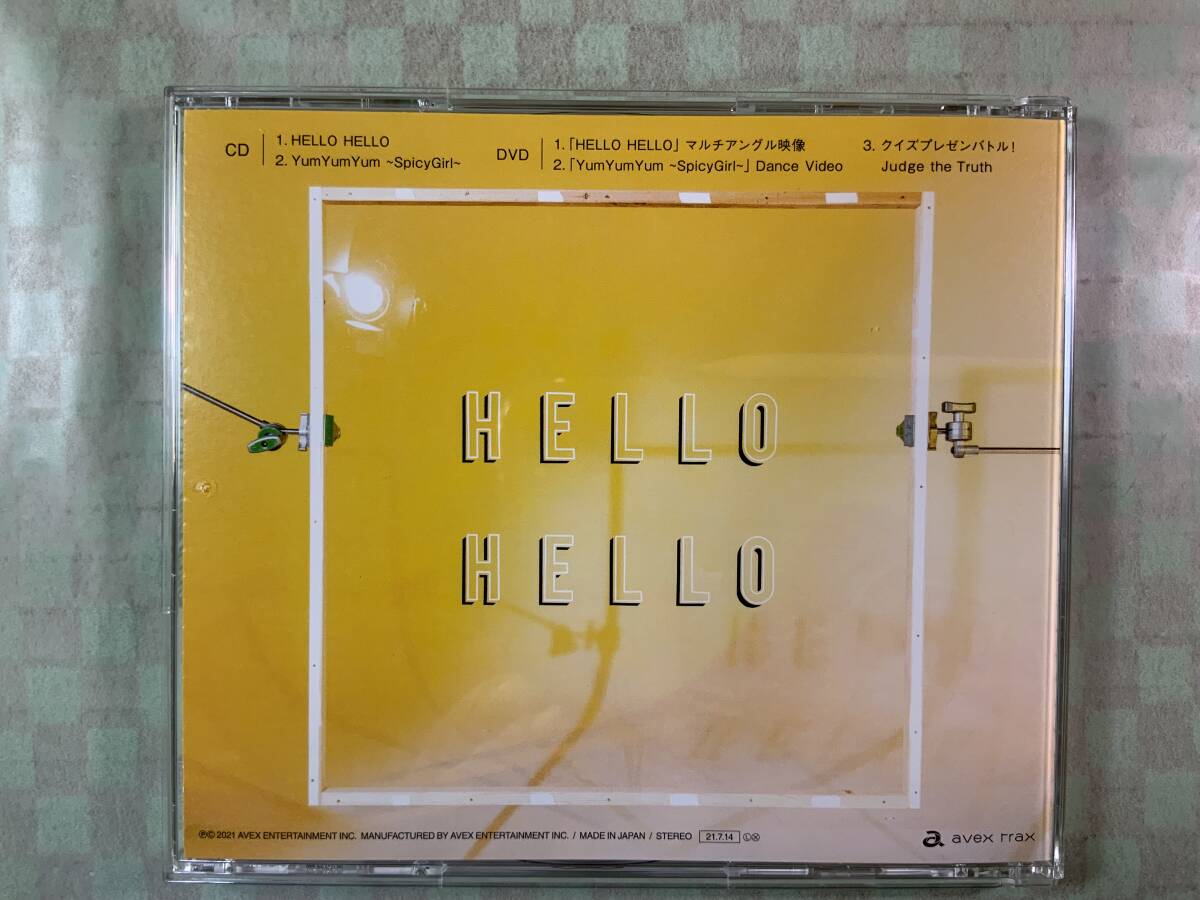 CD
1. HELLO HELLO
2. YumYumYum ~SpicyGirl~
DVD
1.「HELLO HELLO」マルチアングル映像
2.「YumYumYum ~SpicyGirl~」Dance Video
3. クイズプレゼンバトル!
Judge the Truth
HELLO
HELLO
℗© 2021 AVEX ENTERTAINMENT INC. MANUFACTURED BY AVEX ENTERTAINMENT INC. / MADE IN JAPAN / STEREO 21.7.14 Ⓛⓧ
avex trax